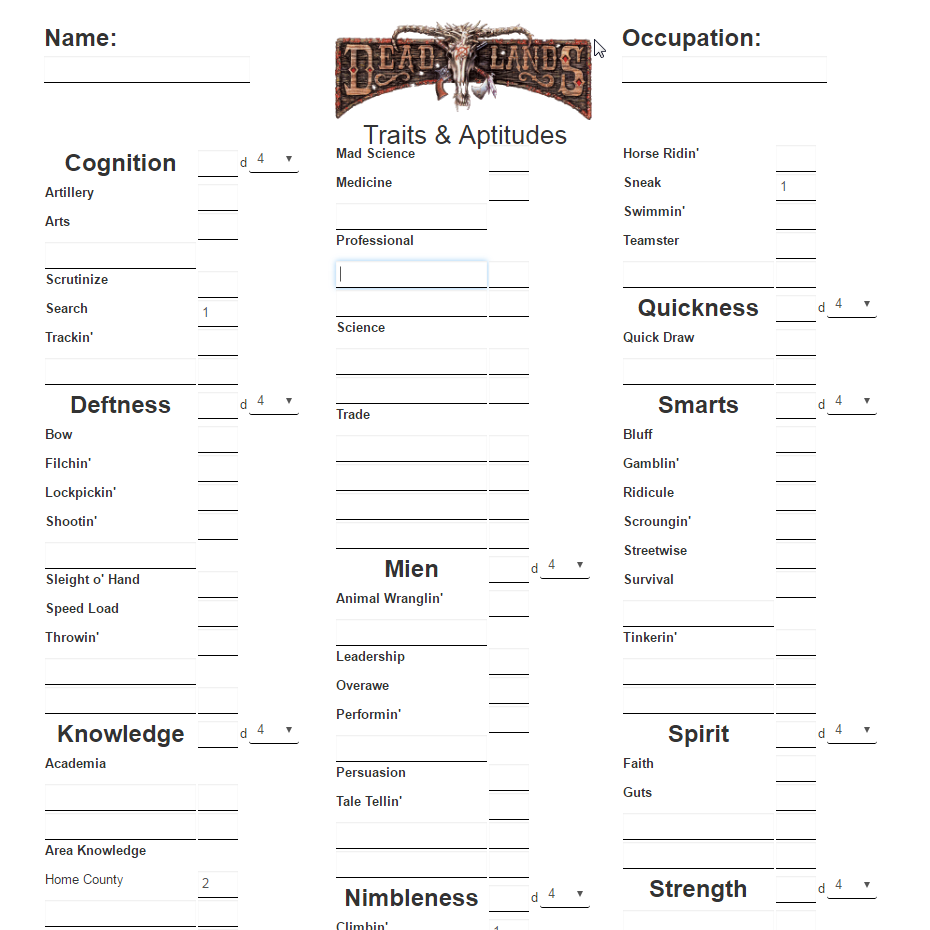 Name:
DEAD LANDS
Occupation:
Traits & Aptitudes
Cognition d 4
Artillery
Arts
Scrutinize
Search 1
Trackin'
Deftness d 4
Bow
Filchin'
Lockpickin'
Shootin'
Sleight o' Hand
Speed Load
Throwin'
Knowledge d 4
Academia
Area Knowledge
Home County 2
Mad Science
Medicine
Professional
Science
Trade
Mien d 4
Animal Wranglin'
Leadership
Overawe
Performin'
Persuasion
Tale Tellin'
Nimbleness d 4
Climbin' 1
Horse Ridin'
Sneak 1
Swimmin'
Teamster
Quickness d 4
Quick Draw
Smarts d 4
Bluff
Gamblin'
Ridicule
Scroungin'
Streetwise
Survival
Tinkerin'
Spirit d 4
Faith
Guts
Strength d 4